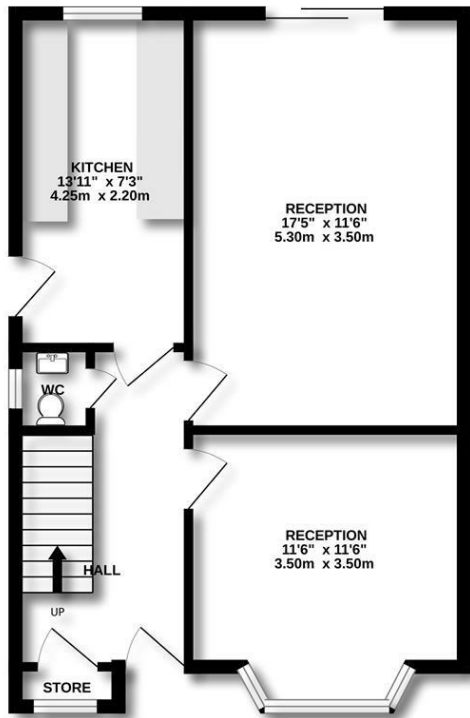 KITCHEN
13'11" x 7'3"
4.25m x 2.20m
RECEPTION
17'5" x 11'6"
5.30m x 3.50m
WC
RECEPTION
11'6" x 11'6"
3.50m x 3.50m
HALL
UP
STORE